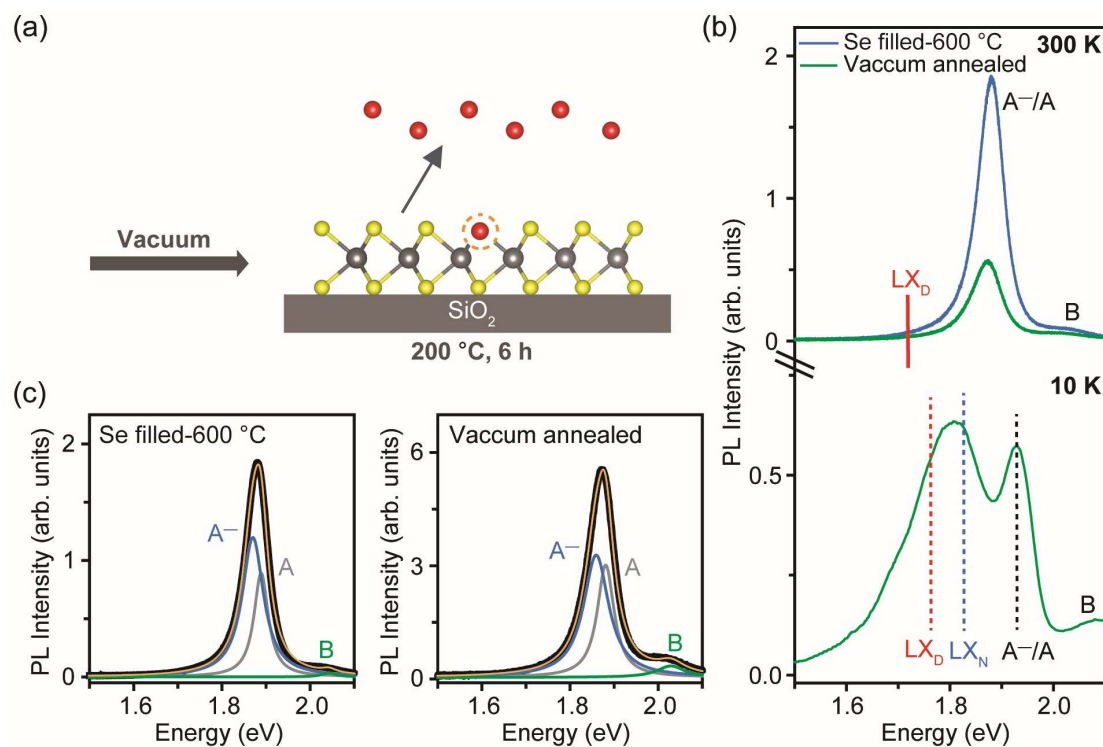 (a)
Vacuum
SiO₂
200 °C, 6 h
(b)
Se filled-600 °C
Vaccum annealed
300 K
A⁻/A
LX_D
B
PL Intensity (arb. units)
2
1
0
10 K
0.5
0.0
LX_D
LX_N
A⁻/A
B
1.6
1.8
2.0
Energy (eV)
(c)
Se filled-600 °C
A⁻
A
B
PL Intensity (arb. units)
2
1
0
1.6
1.8
2.0
Energy (eV)
Vaccum annealed
A⁻
A
B
PL Intensity (arb. units)
6
3
0
1.6
1.8
2.0
Energy (eV)